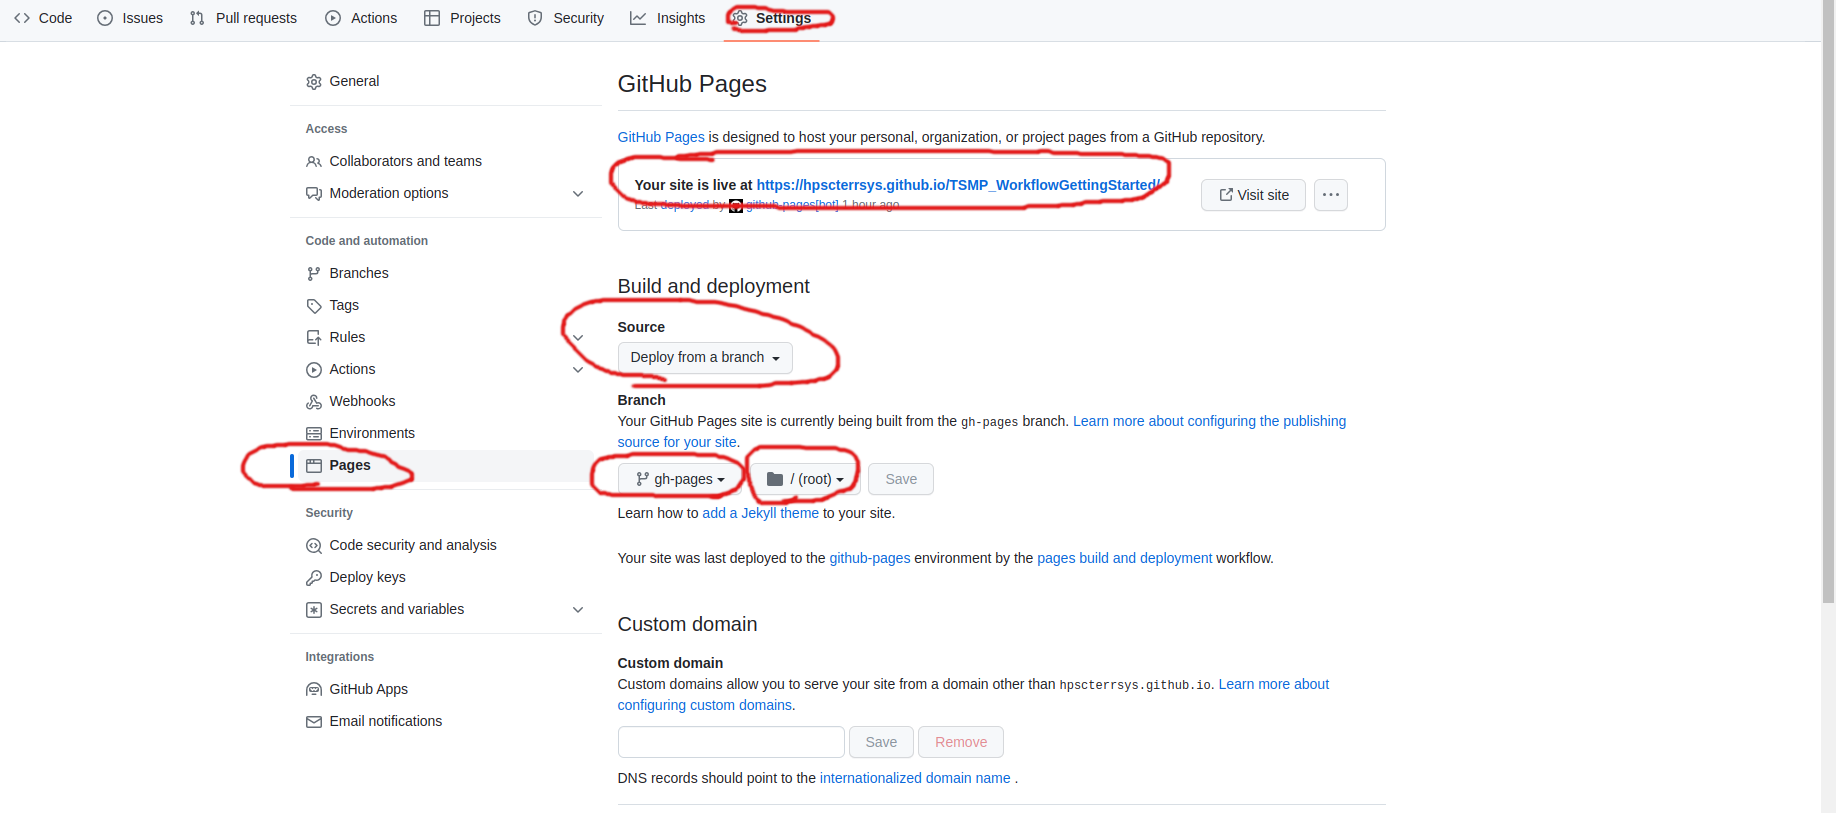 Code Issues Pull requests Actions Projects Security Insights Settings
General
Access
Collaborators and teams
Moderation options
Code and automation
Branches
Tags
Rules
Actions
Webhooks
Environments
Pages
Security
Code security and analysis
Deploy keys
Secrets and variables
Integrations
GitHub Apps
Email notifications
GitHub Pages
GitHub Pages is designed to host your personal, organization, or project pages from a GitHub repository.
Your site is live at https://hpscterrsys.github.io/TSMP_WorkflowGettingStarted/
Last deployed by github-pages[bot] 1 hour ago
Visit site
Build and deployment
Source
Deploy from a branch
Branch
Your GitHub Pages site is currently being built from the gh-pages branch. Learn more about configuring the publishing
source for your site.
gh-pages / (root) Save
Learn how to add a Jekyll theme to your site.
Your site was last deployed to the github-pages environment by the pages build and deployment workflow.
Custom domain
Custom domain
Custom domains allow you to serve your site from a domain other than hpscterrsys.github.io. Learn more about
configuring custom domains.
Save Remove
DNS records should point to the internationalized domain name .